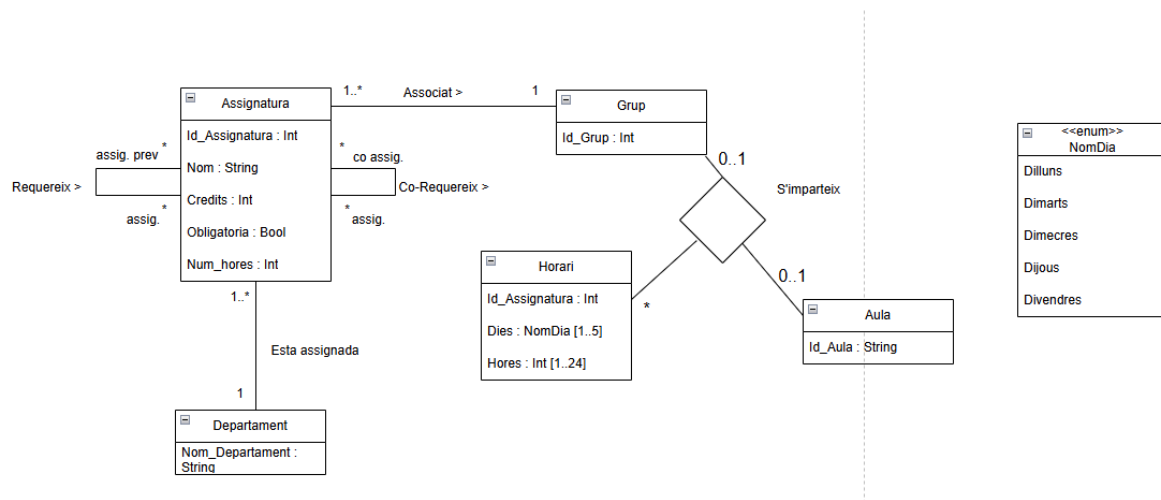 Assignatura
Id_Assignatura : Int
Nom : String
Credits : Int
Obligatoria : Bool
Num_hores : Int
1..*
Associat >
1
Grup
Id_Grup : Int
assig. prev
*
Requereix >
*
assig.
*
co assig.
Co-Requereix >
*
assig.
0..1
S'imparteix
0..1
*
Horari
Id_Assignatura : Int
Dies : NomDia [1..5]
Hores : Int [1..24]
Aula
Id_Aula : String
1..*
Esta assignada
1
Departament
Nom_Departament :
String
<<enum>>
NomDia
Dilluns
Dimarts
Dimecres
Dijous
Divendres